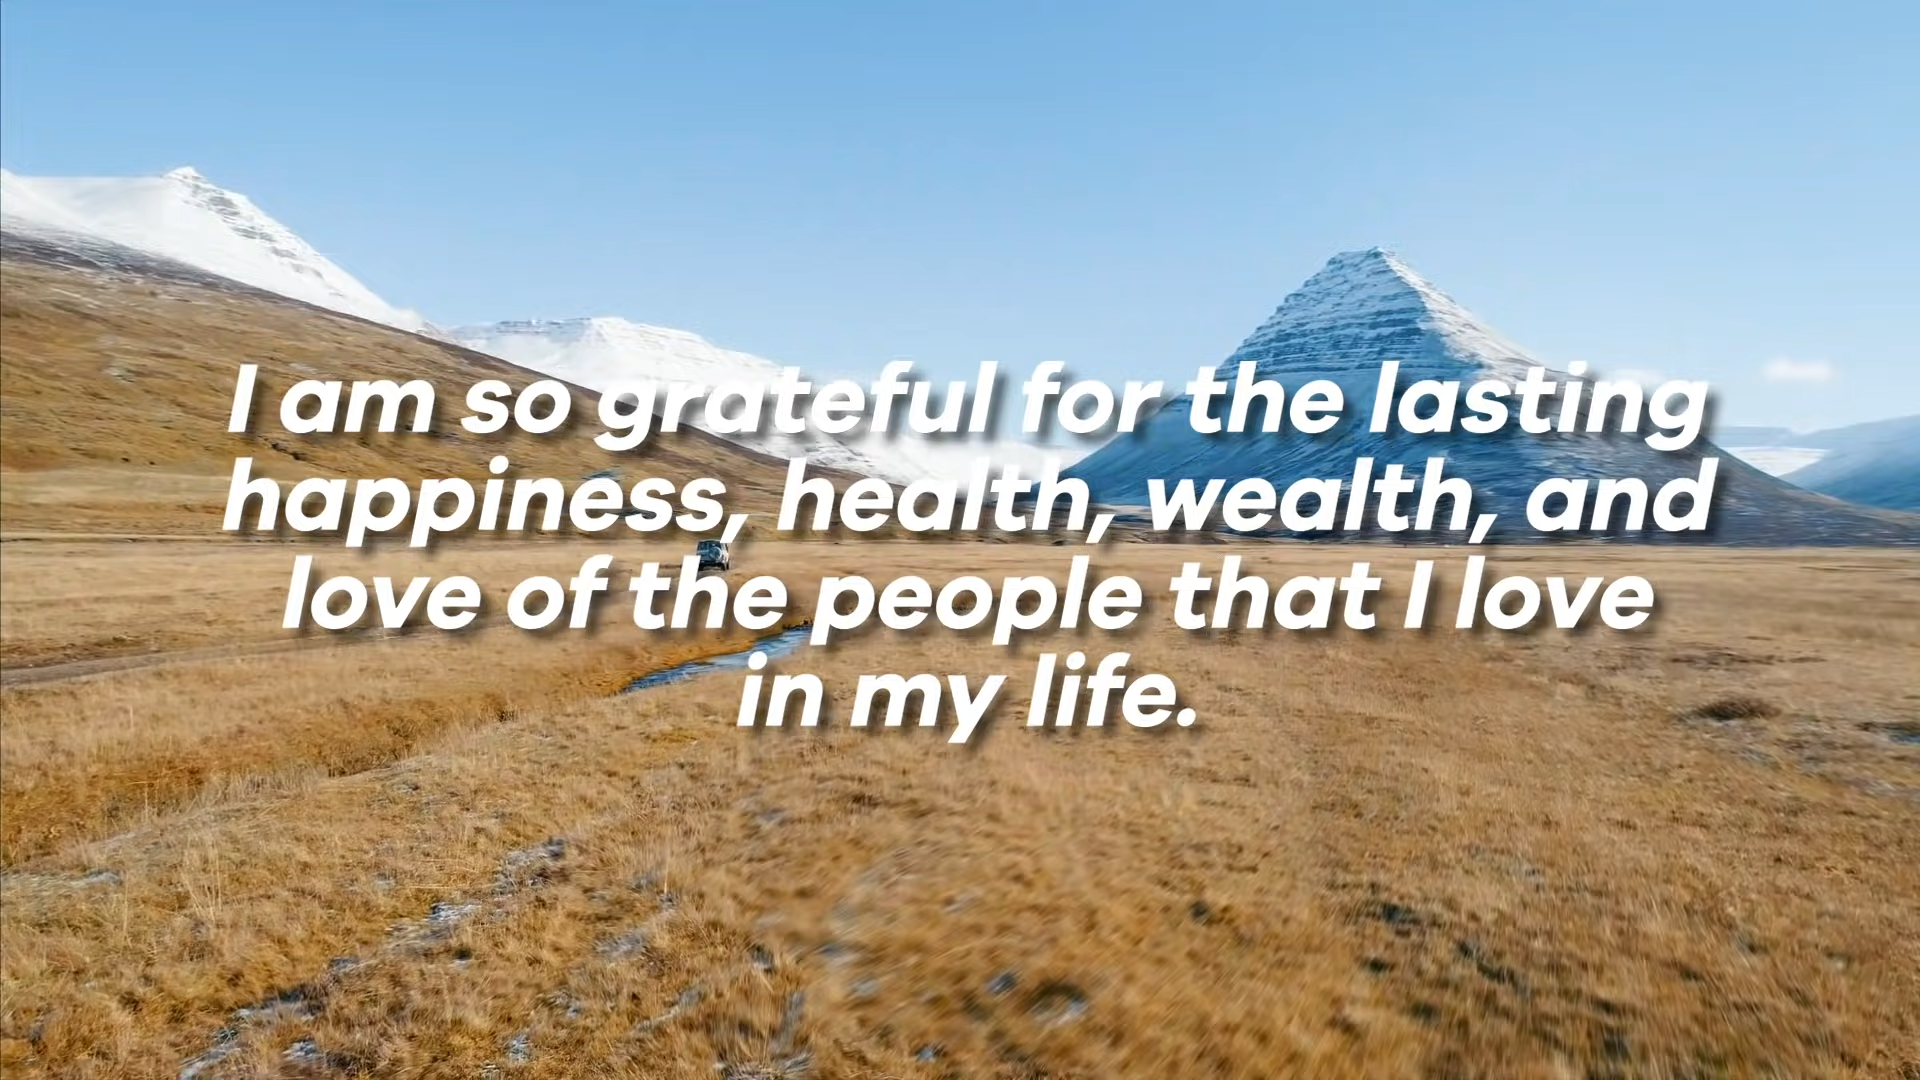 I am so grateful for the lasting
happiness, health, wealth, and
love of the people that I love
in my life.